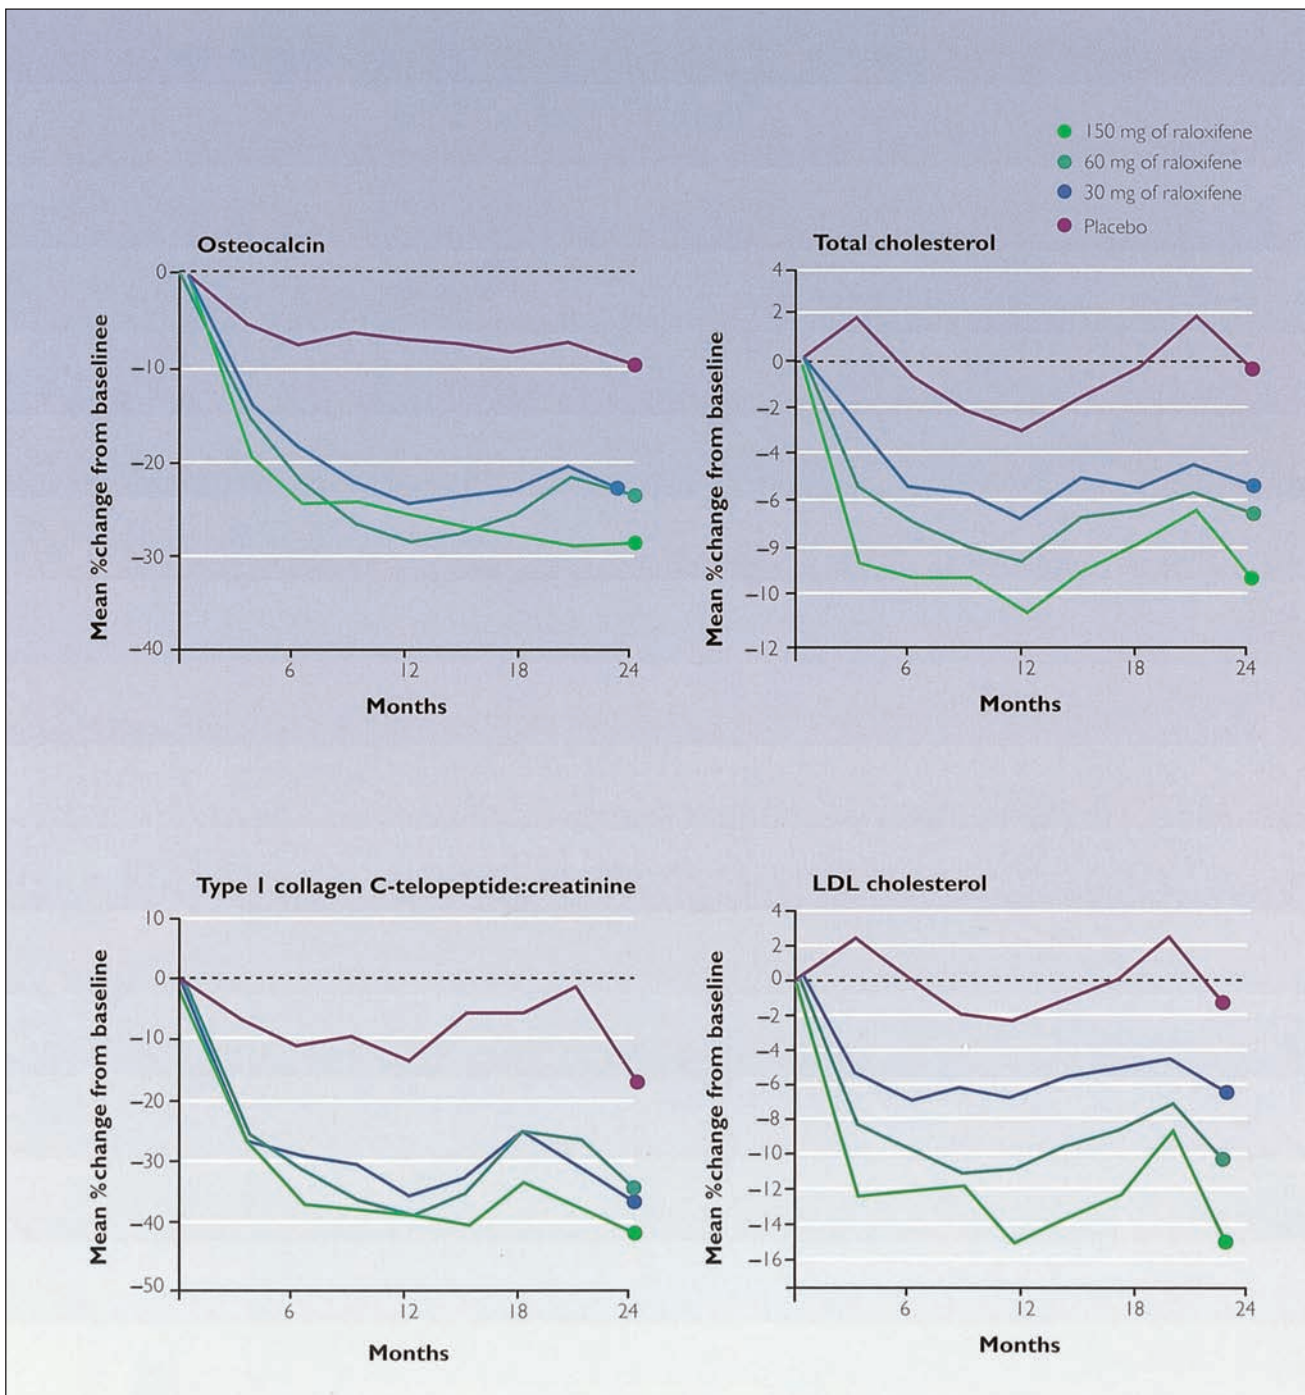 150 mg of raloxifene
60 mg of raloxifene
30 mg of raloxifene
Placebo
Osteocalcin
Mean %change from baselinee
0
−10
−20
−30
−40
6 12 18 24
Months
Total cholesterol
Mean %change from baseline
4
2
0
−2
−4
−6
−9
−10
−12
6 12 18 24
Months
Type 1 collagen C-telopeptide:creatinine
Mean %change from baseline
10
0
−10
−20
−30
−40
−50
6 12 18 24
Months
LDL cholesterol
Mean %change from baseline
4
2
0
−2
−4
−6
−8
−10
−12
−14
−16
6 12 18 24
Months